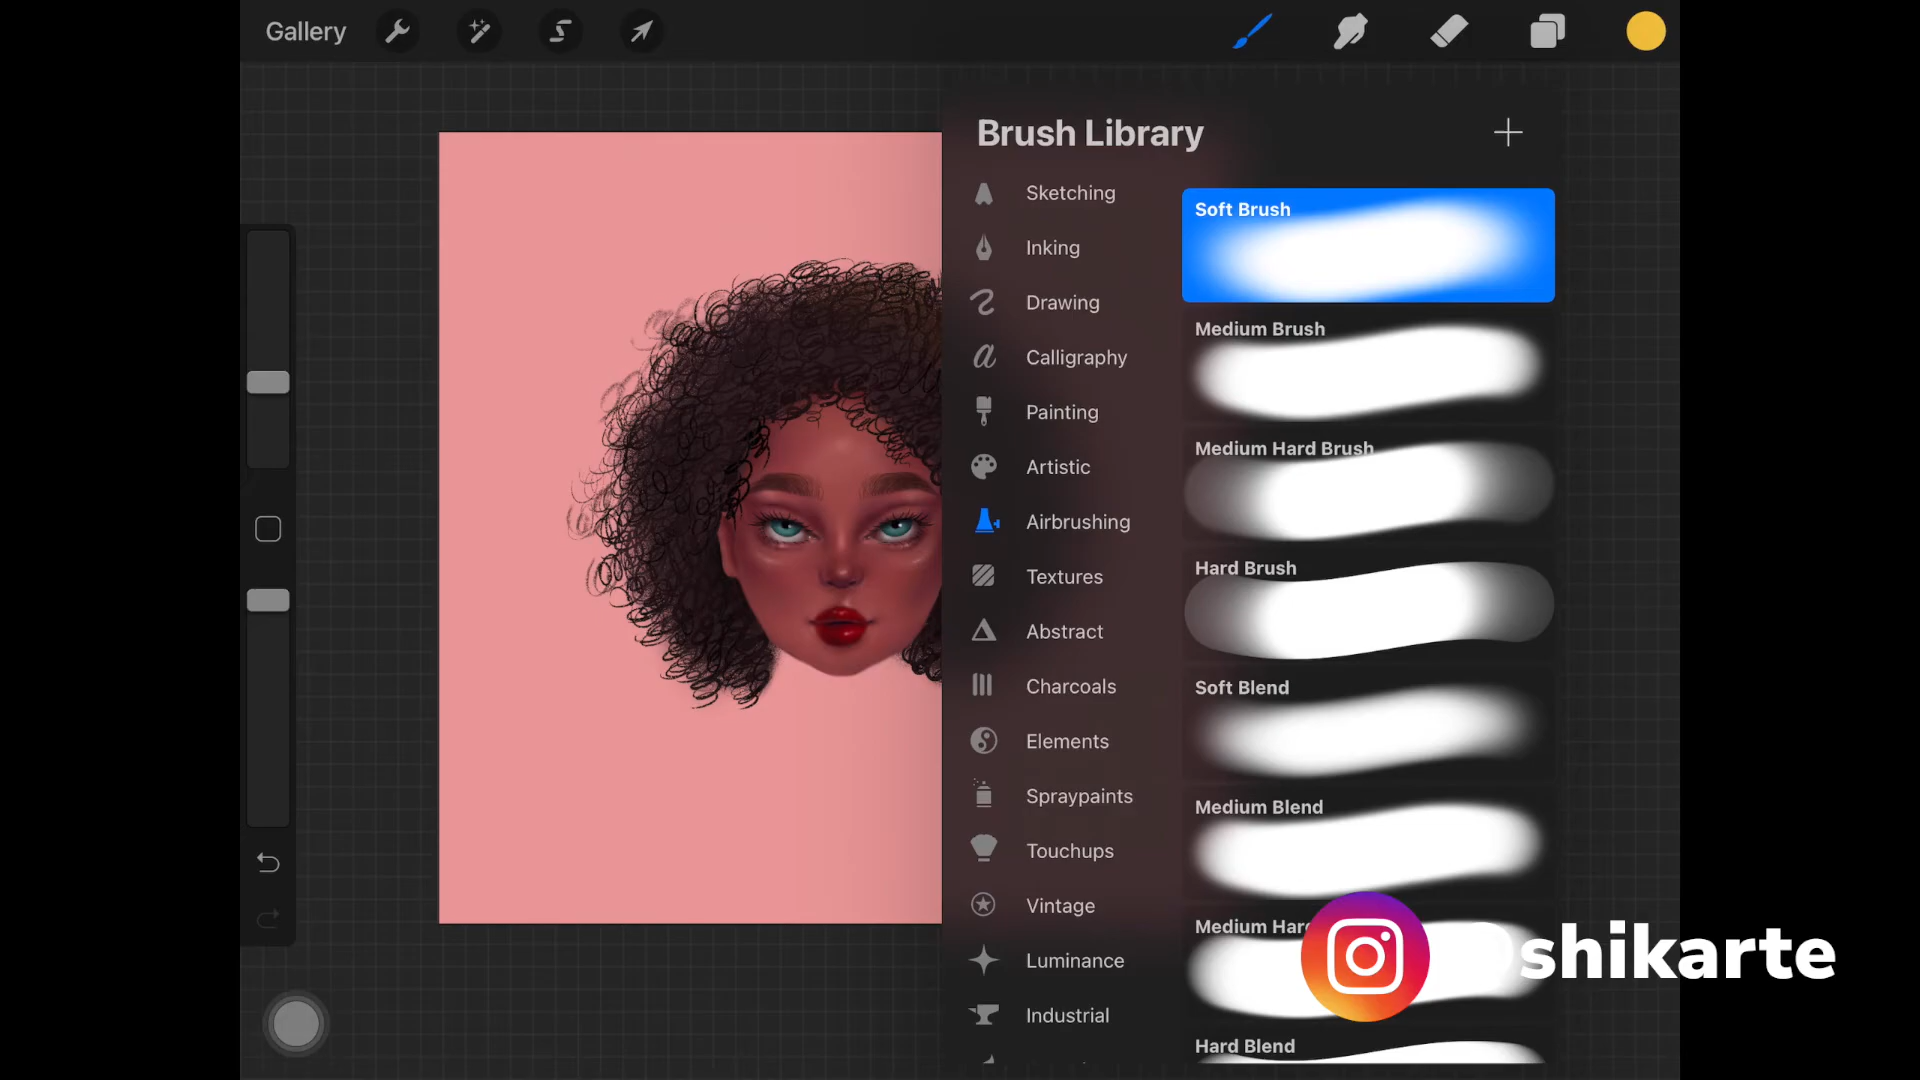 Gallery
Brush Library
Sketching
Inking
Drawing
Calligraphy
Painting
Artistic
Airbrushing
Textures
Abstract
Charcoals
Elements
Spraypaints
Touchups
Vintage
Luminance
Industrial
Soft Brush
Medium Brush
Medium Hard Brush
Hard Brush
Soft Blend
Medium Blend
Medium Hard
Hard Blend
shikarte